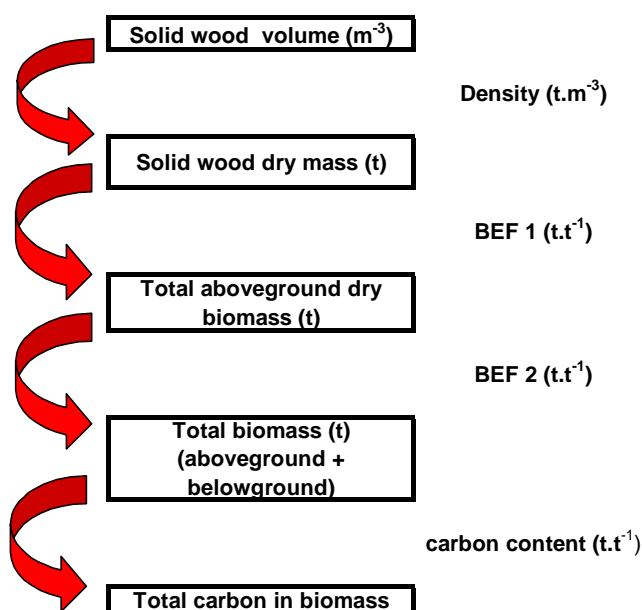 Solid wood volume (m⁻³)
Density (t.m⁻³)
Solid wood dry mass (t)
BEF 1 (t.t⁻¹)
Total aboveground dry
biomass (t)
BEF 2 (t.t⁻¹)
Total biomass (t)
(aboveground +
belowground)
carbon content (t.t⁻¹)
Total carbon in biomass